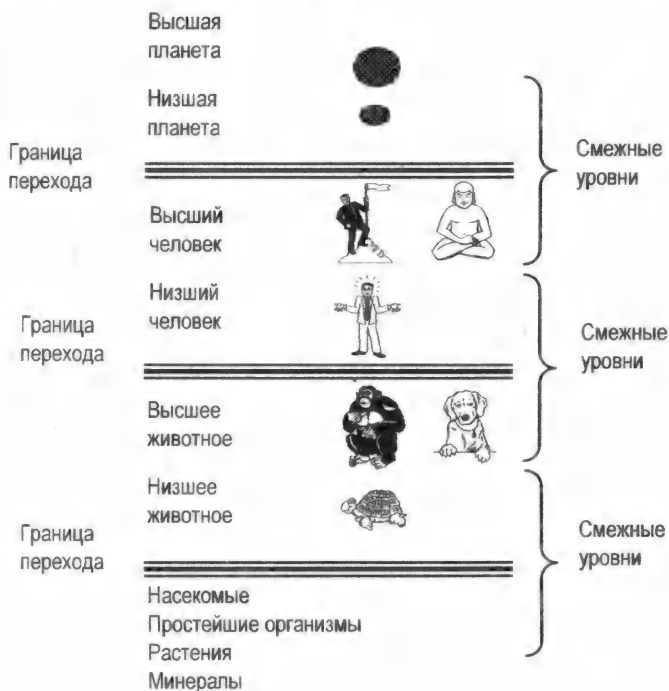 Высшая
планета
Низшая
планета
Граница
перехода
Смежные
уровни
Высший
человек
Низший
человек
Граница
перехода
Смежные
уровни
Высшее
животное
Низшее
животное
Граница
перехода
Смежные
уровни
Насекомые
Простейшие организмы
Растения
Минералы